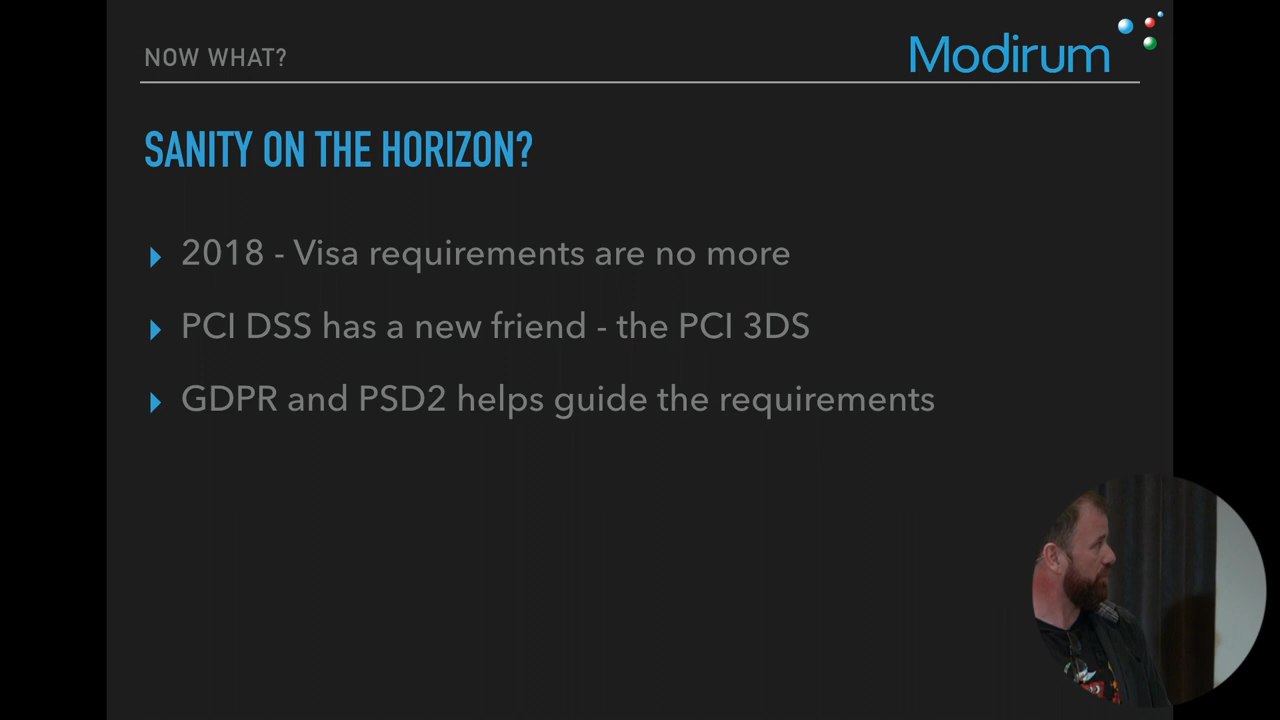 NOW WHAT?
Modirum
SANITY ON THE HORIZON?
2018 - Visa requirements are no more
PCI DSS has a new friend - the PCI 3DS
GDPR and PSD2 helps guide the requirements